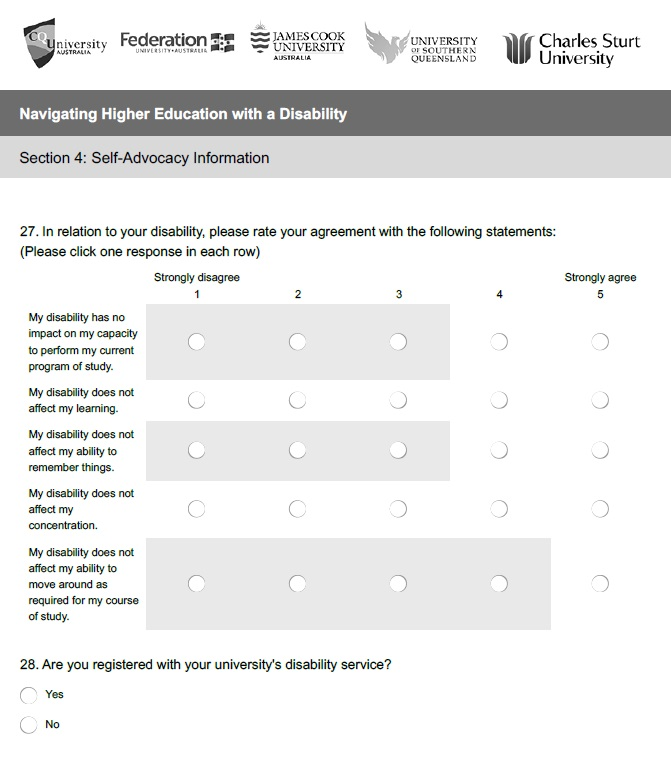 CQUniversity
AUSTRALIA
Federation
UNIVERSITY•AUSTRALIA
JAMES COOK
UNIVERSITY
AUSTRALIA
UNIVERSITY
OF SOUTHERN
QUEENSLAND
Charles Sturt
University
Navigating Higher Education with a Disability
Section 4: Self-Advocacy Information
27. In relation to your disability, please rate your agreement with the following statements:
(Please click one response in each row)
Strongly disagree Strongly agree
1 2 3 4 5
My disability has no
impact on my capacity
to perform my current
program of study.
My disability does not
affect my learning.
My disability does not
affect my ability to
remember things.
My disability does not
affect my
concentration.
My disability does not
affect my ability to
move around as
required for my course
of study.
28. Are you registered with your university's disability service?
Yes
No